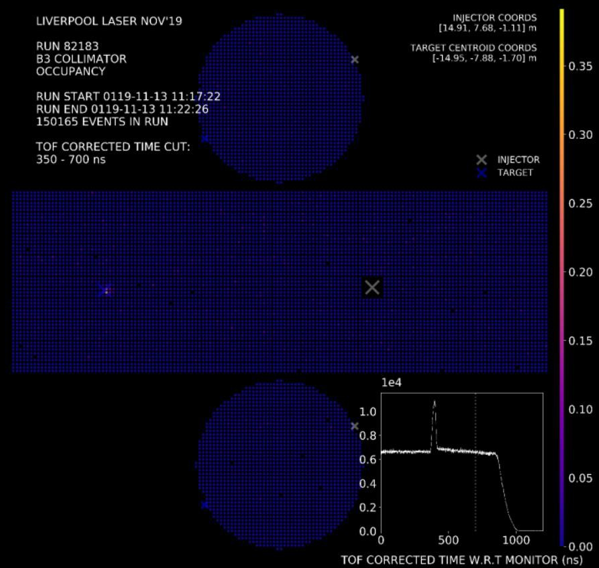 LIVERPOOL LASER NOV'19
RUN 82183
B3 COLLIMATOR
OCCUPANCY
RUN START 0119-11-13 11:17:22
RUN END 0119-11-13 11:22:26
150165 EVENTS IN RUN
TOF CORRECTED TIME CUT:
350 - 700 ns
INJECTOR COORDS
[14.91, 7.68, -1.11] m
TARGET CENTROID COORDS
[-14.95, -7.88, -1.70] m
INJECTOR
TARGET
0.35
0.30
0.25
0.20
0.15
0.10
0.05
0.00
1e4
1.0
0.8
0.6
0.4
0.2
0.0
0 500 1000
TOF CORRECTED TIME W.R.T MONITOR (ns)